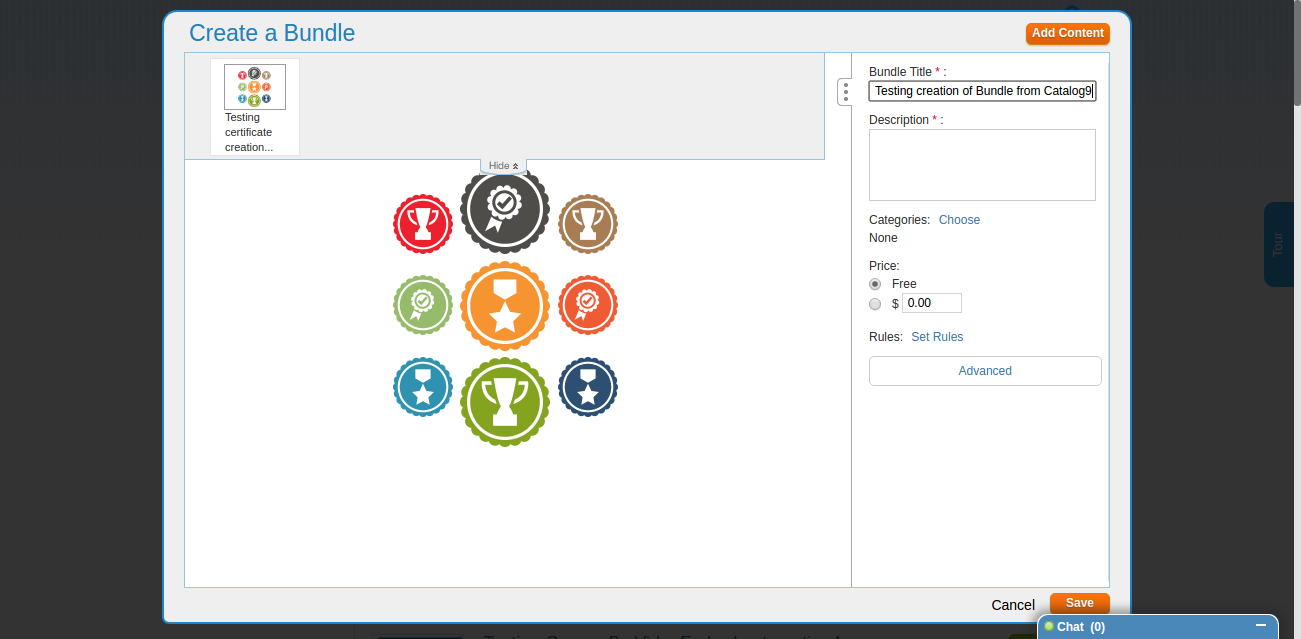 Create a Bundle
Add Content
Testing
certificate
creation...
Hide
Bundle Title * :
Testing creation of Bundle from Catalog9
Description * :
Categories: Choose
None
Price:
Free
$ 0.00
Rules: Set Rules
Advanced
Tour
Cancel
Save
Chat (0)